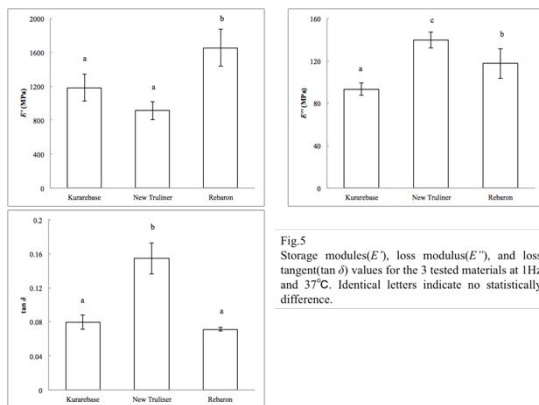 2000
1600
1200
800
400
0
E' (MPa)
a
a
b
Kurarebase New Truliner Rebaron
160
120
80
40
0
E'' (MPa)
a
c
b
Kurarebase New Truliner Rebaron
0.2
0.16
0.12
0.08
0.04
0
tan δ
a
b
a
Kurarebase New Truliner Rebaron
Fig.5
Storage modules(E'), loss modulus(E''), and loss
tangent(tan δ) values for the 3 tested materials at 1Hz
and 37℃. Identical letters indicate no statistically
difference.